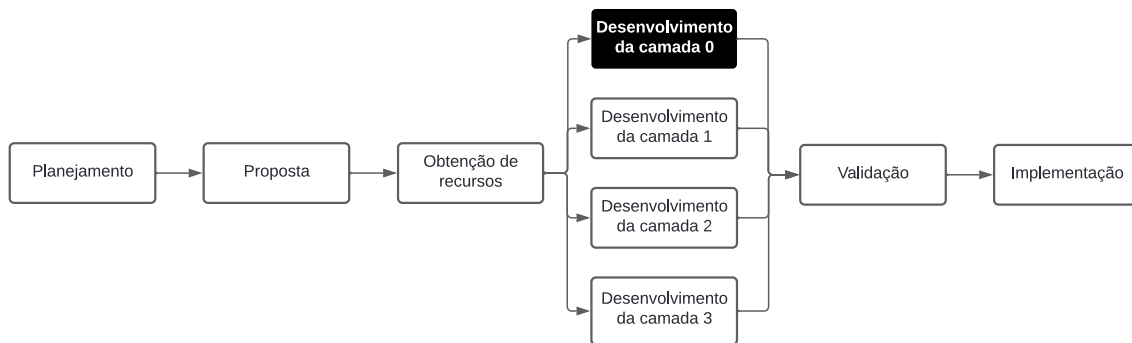 Planejamento
Proposta
Obtenção de
recursos
Desenvolvimento
da camada 0
Desenvolvimento
da camada 1
Desenvolvimento
da camada 2
Desenvolvimento
da camada 3
Validação
Implementação